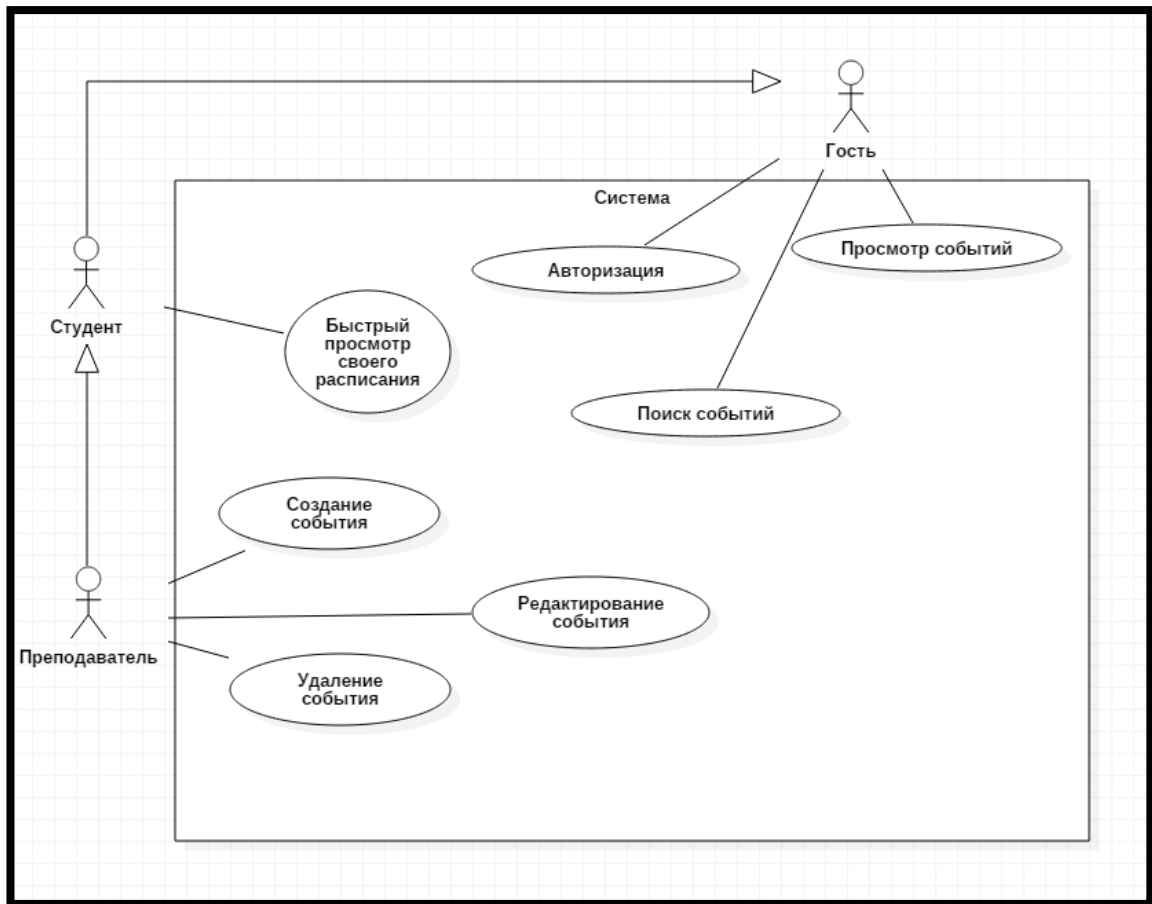 Гость
Система
Просмотр событий
Авторизация
Студент
Быстрый
просмотр
своего
расписания
Поиск событий
Создание
события
Редактирование
события
Преподаватель
Удаление
события